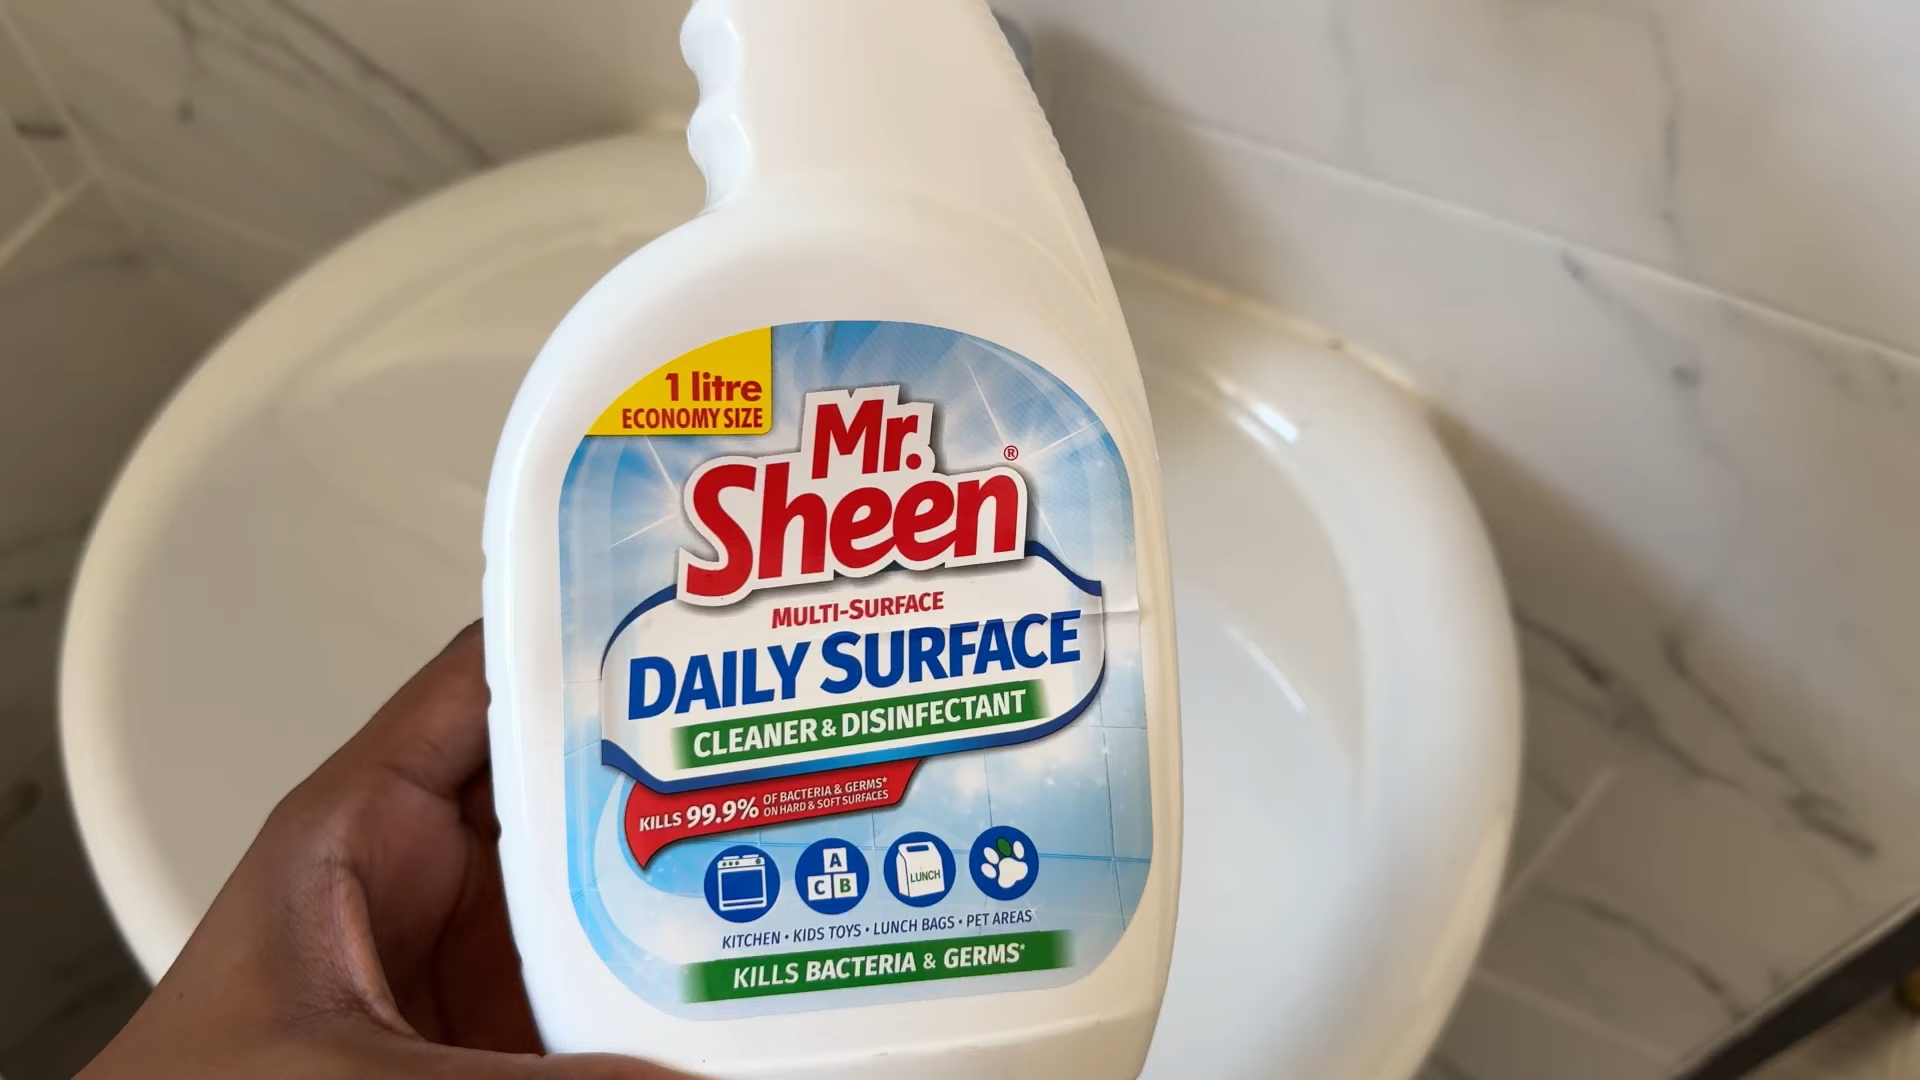 1 litre
ECONOMY SIZE
Mr.
Sheen®
MULTI-SURFACE
DAILY SURFACE
CLEANER & DISINFECTANT
KILLS 99.9% OF BACTERIA & GERMS*
ON HARD & SOFT SURFACES
A
C B
LUNCH
KITCHEN • KIDS TOYS • LUNCH BAGS • PET AREAS
KILLS BACTERIA & GERMS*